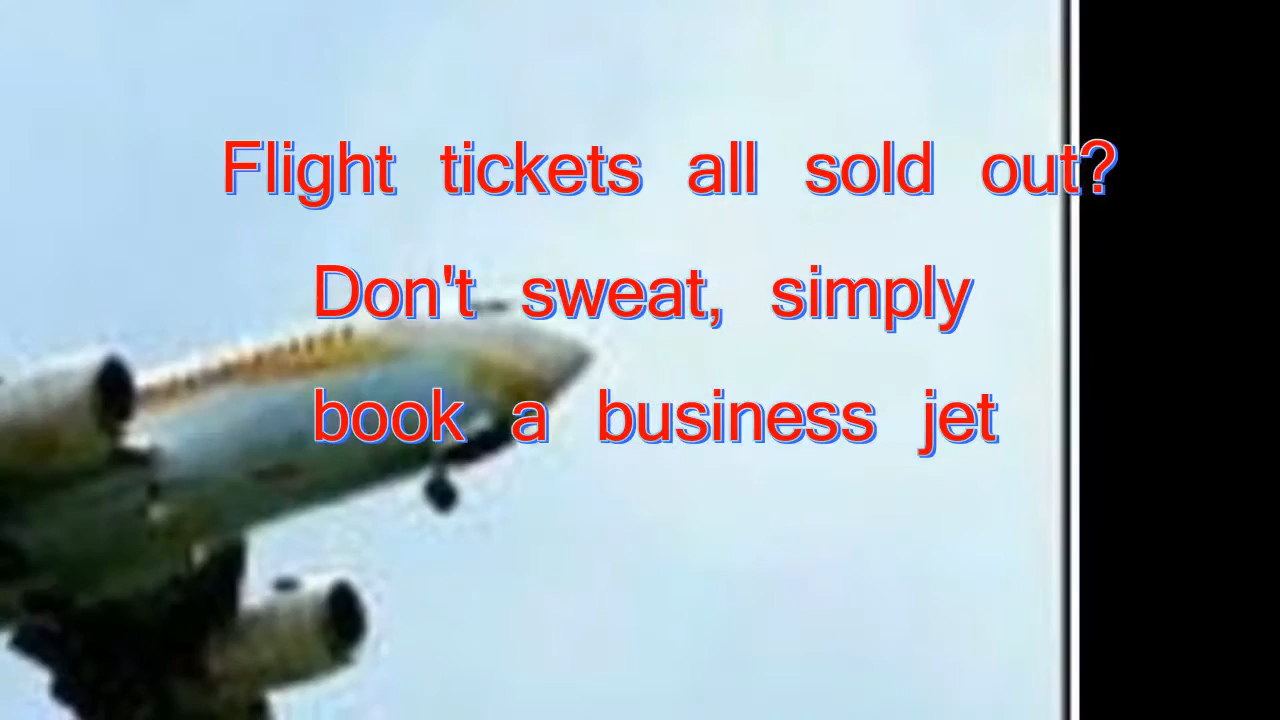 Flight tickets all sold out?
Don't sweat, simply
book a business jet